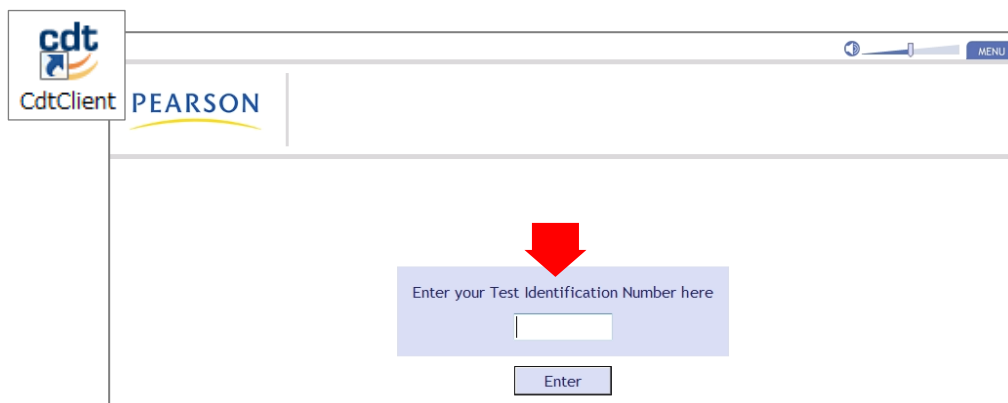 cdt
CdtClient
MENU
PEARSON
Enter your Test Identification Number here
Enter